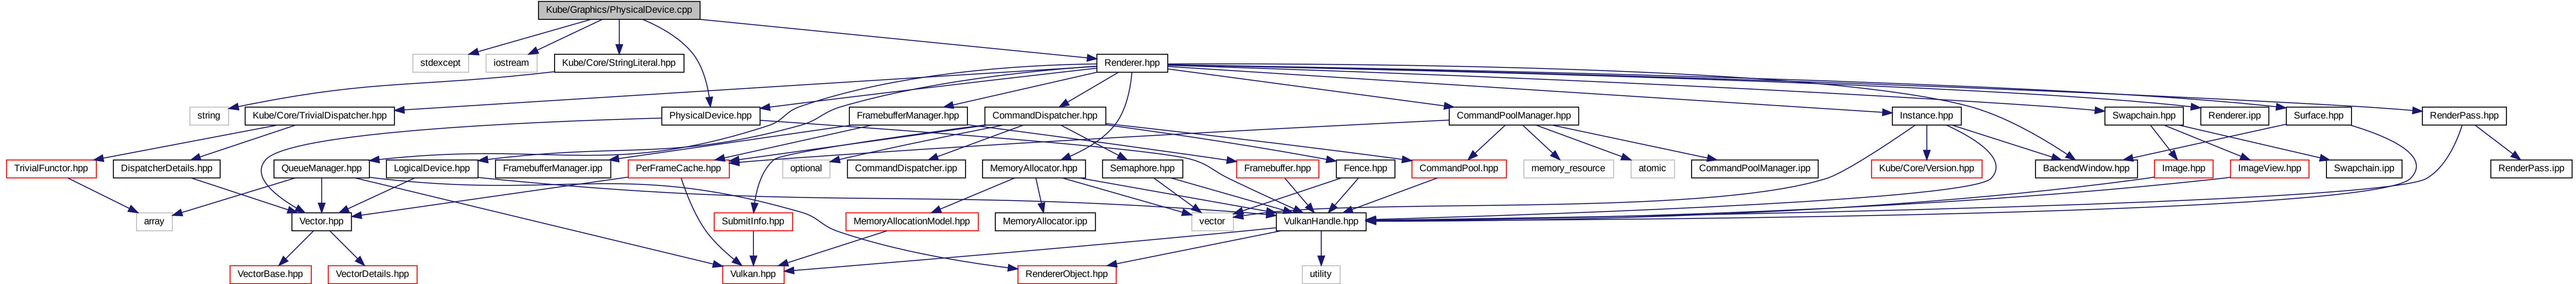 Kube/Graphics/PhysicalDevice.cpp
stdexcept
iostream
Kube/Core/StringLiteral.hpp
Renderer.hpp
string
Kube/Core/TrivialDispatcher.hpp
PhysicalDevice.hpp
FramebufferManager.hpp
CommandDispatcher.hpp
CommandPoolManager.hpp
Instance.hpp
Swapchain.hpp
Renderer.ipp
Surface.hpp
RenderPass.hpp
TrivialFunctor.hpp
DispatcherDetails.hpp
QueueManager.hpp
LogicalDevice.hpp
FramebufferManager.ipp
PerFrameCache.hpp
optional
CommandDispatcher.ipp
MemoryAllocator.hpp
Semaphore.hpp
Framebuffer.hpp
Fence.hpp
CommandPool.hpp
memory_resource
atomic
CommandPoolManager.ipp
Kube/Core/Version.hpp
BackendWindow.hpp
Image.hpp
ImageView.hpp
Swapchain.ipp
RenderPass.ipp
array
Vector.hpp
SubmitInfo.hpp
MemoryAllocationModel.hpp
MemoryAllocator.ipp
vector
VulkanHandle.hpp
VectorBase.hpp
VectorDetails.hpp
Vulkan.hpp
RendererObject.hpp
utility